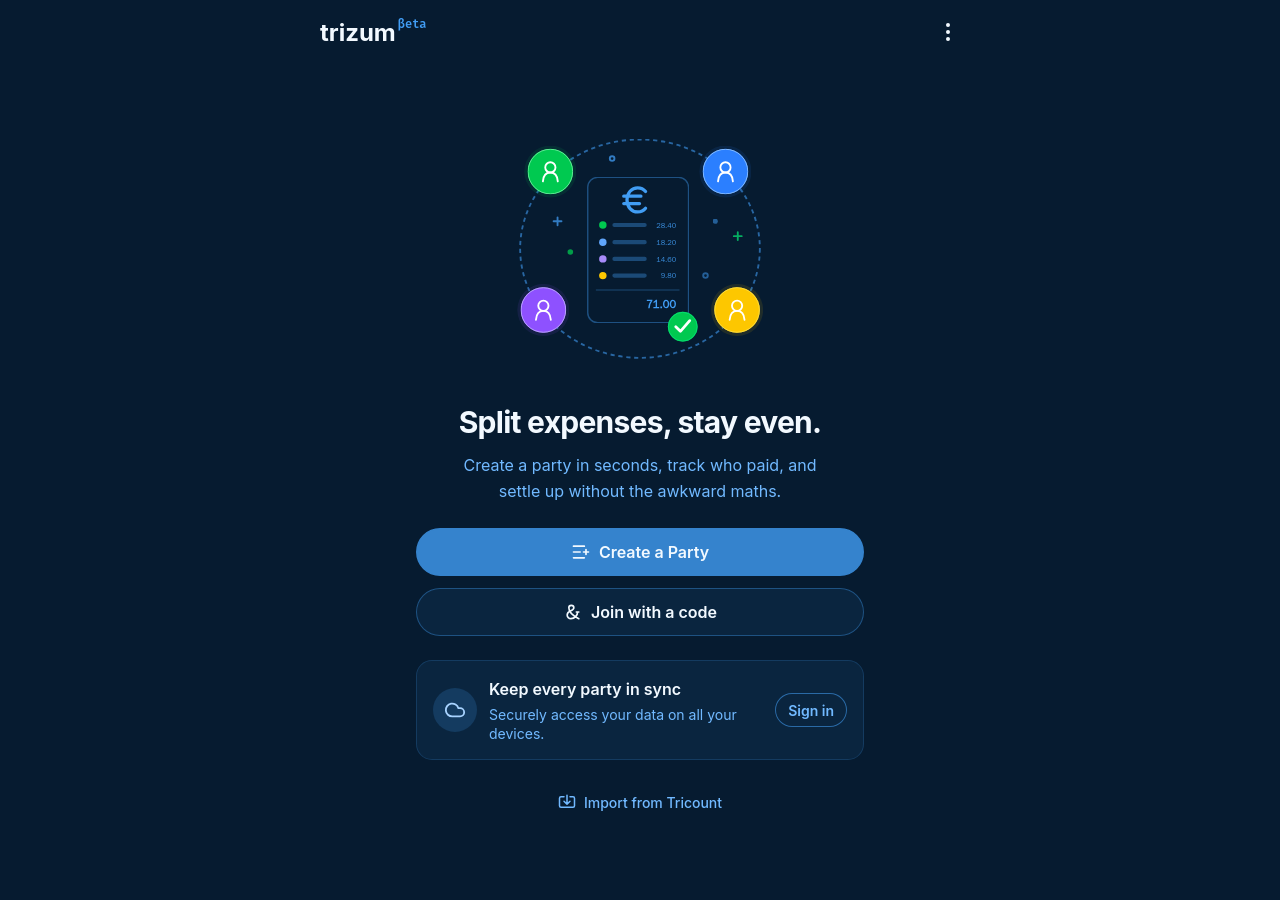 trizum βeta
28.40
18.20
14.60
9.80
71.00
Split expenses, stay even.
Create a party in seconds, track who paid, and
settle up without the awkward maths.
Create a Party
& Join with a code
Keep every party in sync
Securely access your data on all your
devices.
Sign in
Import from Tricount